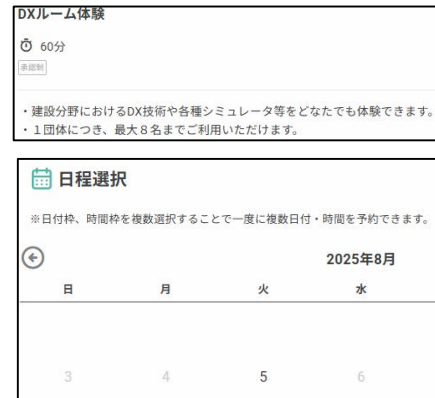 DXルーム体験
60分
承認制
・建設分野におけるDX技術や各種シミュレータ等をどなたでも体験できます。
・１団体につき、最大８名までご利用いただけます。
日程選択
※日付枠、時間枠を複数選択することで一度に複数日付・時間を予約できます。
2025年8月
日 月 火 水
3 4 5 6